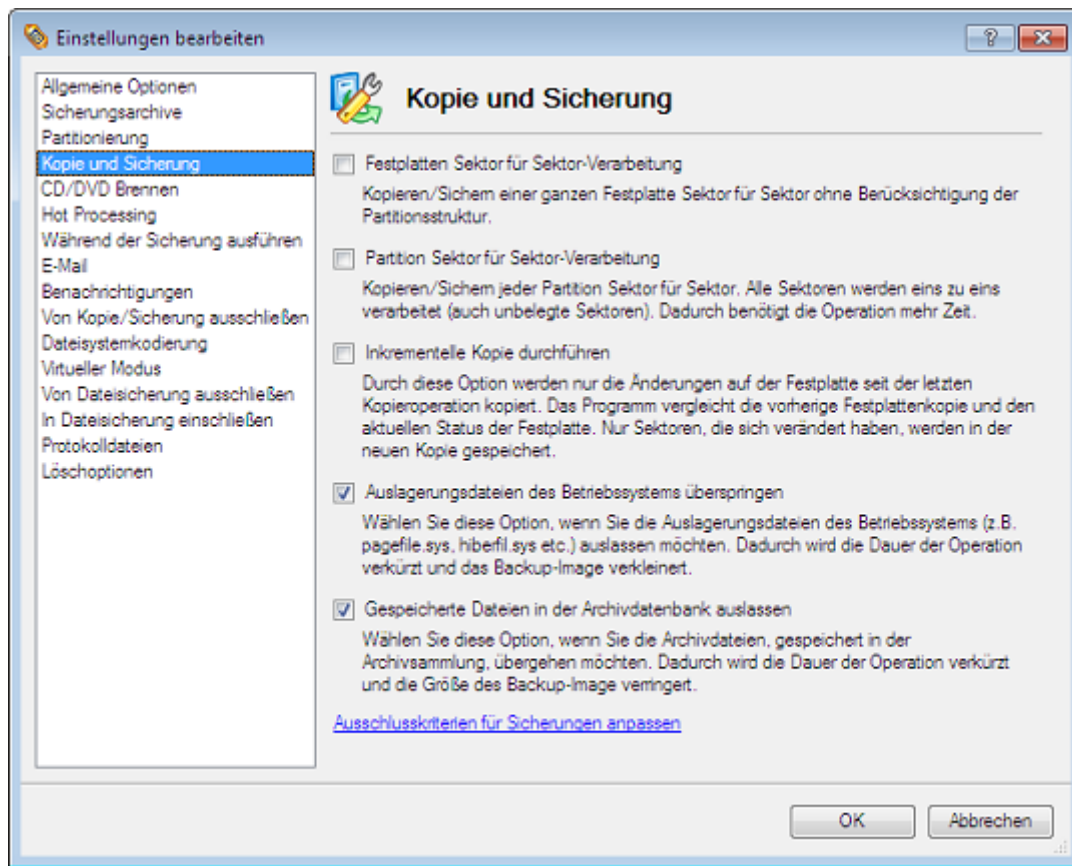 Einstellungen bearbeiten
?
Allgemeine Optionen
Sicherungsarchive
Partitionierung
Kopie und Sicherung
CD/DVD Brennen
Hot Processing
Während der Sicherung ausführen
E-Mail
Benachrichtigungen
Von Kopie/Sicherung ausschließen
Dateisystemkodierung
Virtueller Modus
Von Dateisicherung ausschließen
In Dateisicherung einschließen
Protokolldateien
Löschoptionen
Kopie und Sicherung
Festplatten Sektor für Sektor-Verarbeitung
Kopieren/Sichern einer ganzen Festplatte Sektor für Sektor ohne Berücksichtigung der
Partitionsstruktur.
Partition Sektor für Sektor-Verarbeitung
Kopieren/Sichern jeder Partition Sektor für Sektor. Alle Sektoren werden eins zu eins
verarbeitet (auch unbelegte Sektoren). Dadurch benötigt die Operation mehr Zeit.
Inkrementelle Kopie durchführen
Durch diese Option werden nur die Änderungen auf der Festplatte seit der letzten
Kopieroperation kopiert. Das Programm vergleicht die vorherige Festplattenkopie und den
aktuellen Status der Festplatte. Nur Sektoren, die sich verändert haben, werden in der
neuen Kopie gespeichert.
Auslagerungsdateien des Betriebssystems überspringen
Wählen Sie diese Option, wenn Sie die Auslagerungsdateien des Betriebssystems (z.B.
pagefile.sys, hiberfil.sys etc.) auslassen möchten. Dadurch wird die Dauer der Operation
verkürzt und das Backup-Image verkleinert.
Gespeicherte Dateien in der Archivdatenbank auslassen
Wählen Sie diese Option, wenn Sie die Archivdateien, gespeichert in der
Archivsammlung, übergehen möchten. Dadurch wird die Dauer der Operation verkürzt
und die Größe des Backup-Image verringert.
Ausschlusskriterien für Sicherungen anpassen
OK
Abbrechen